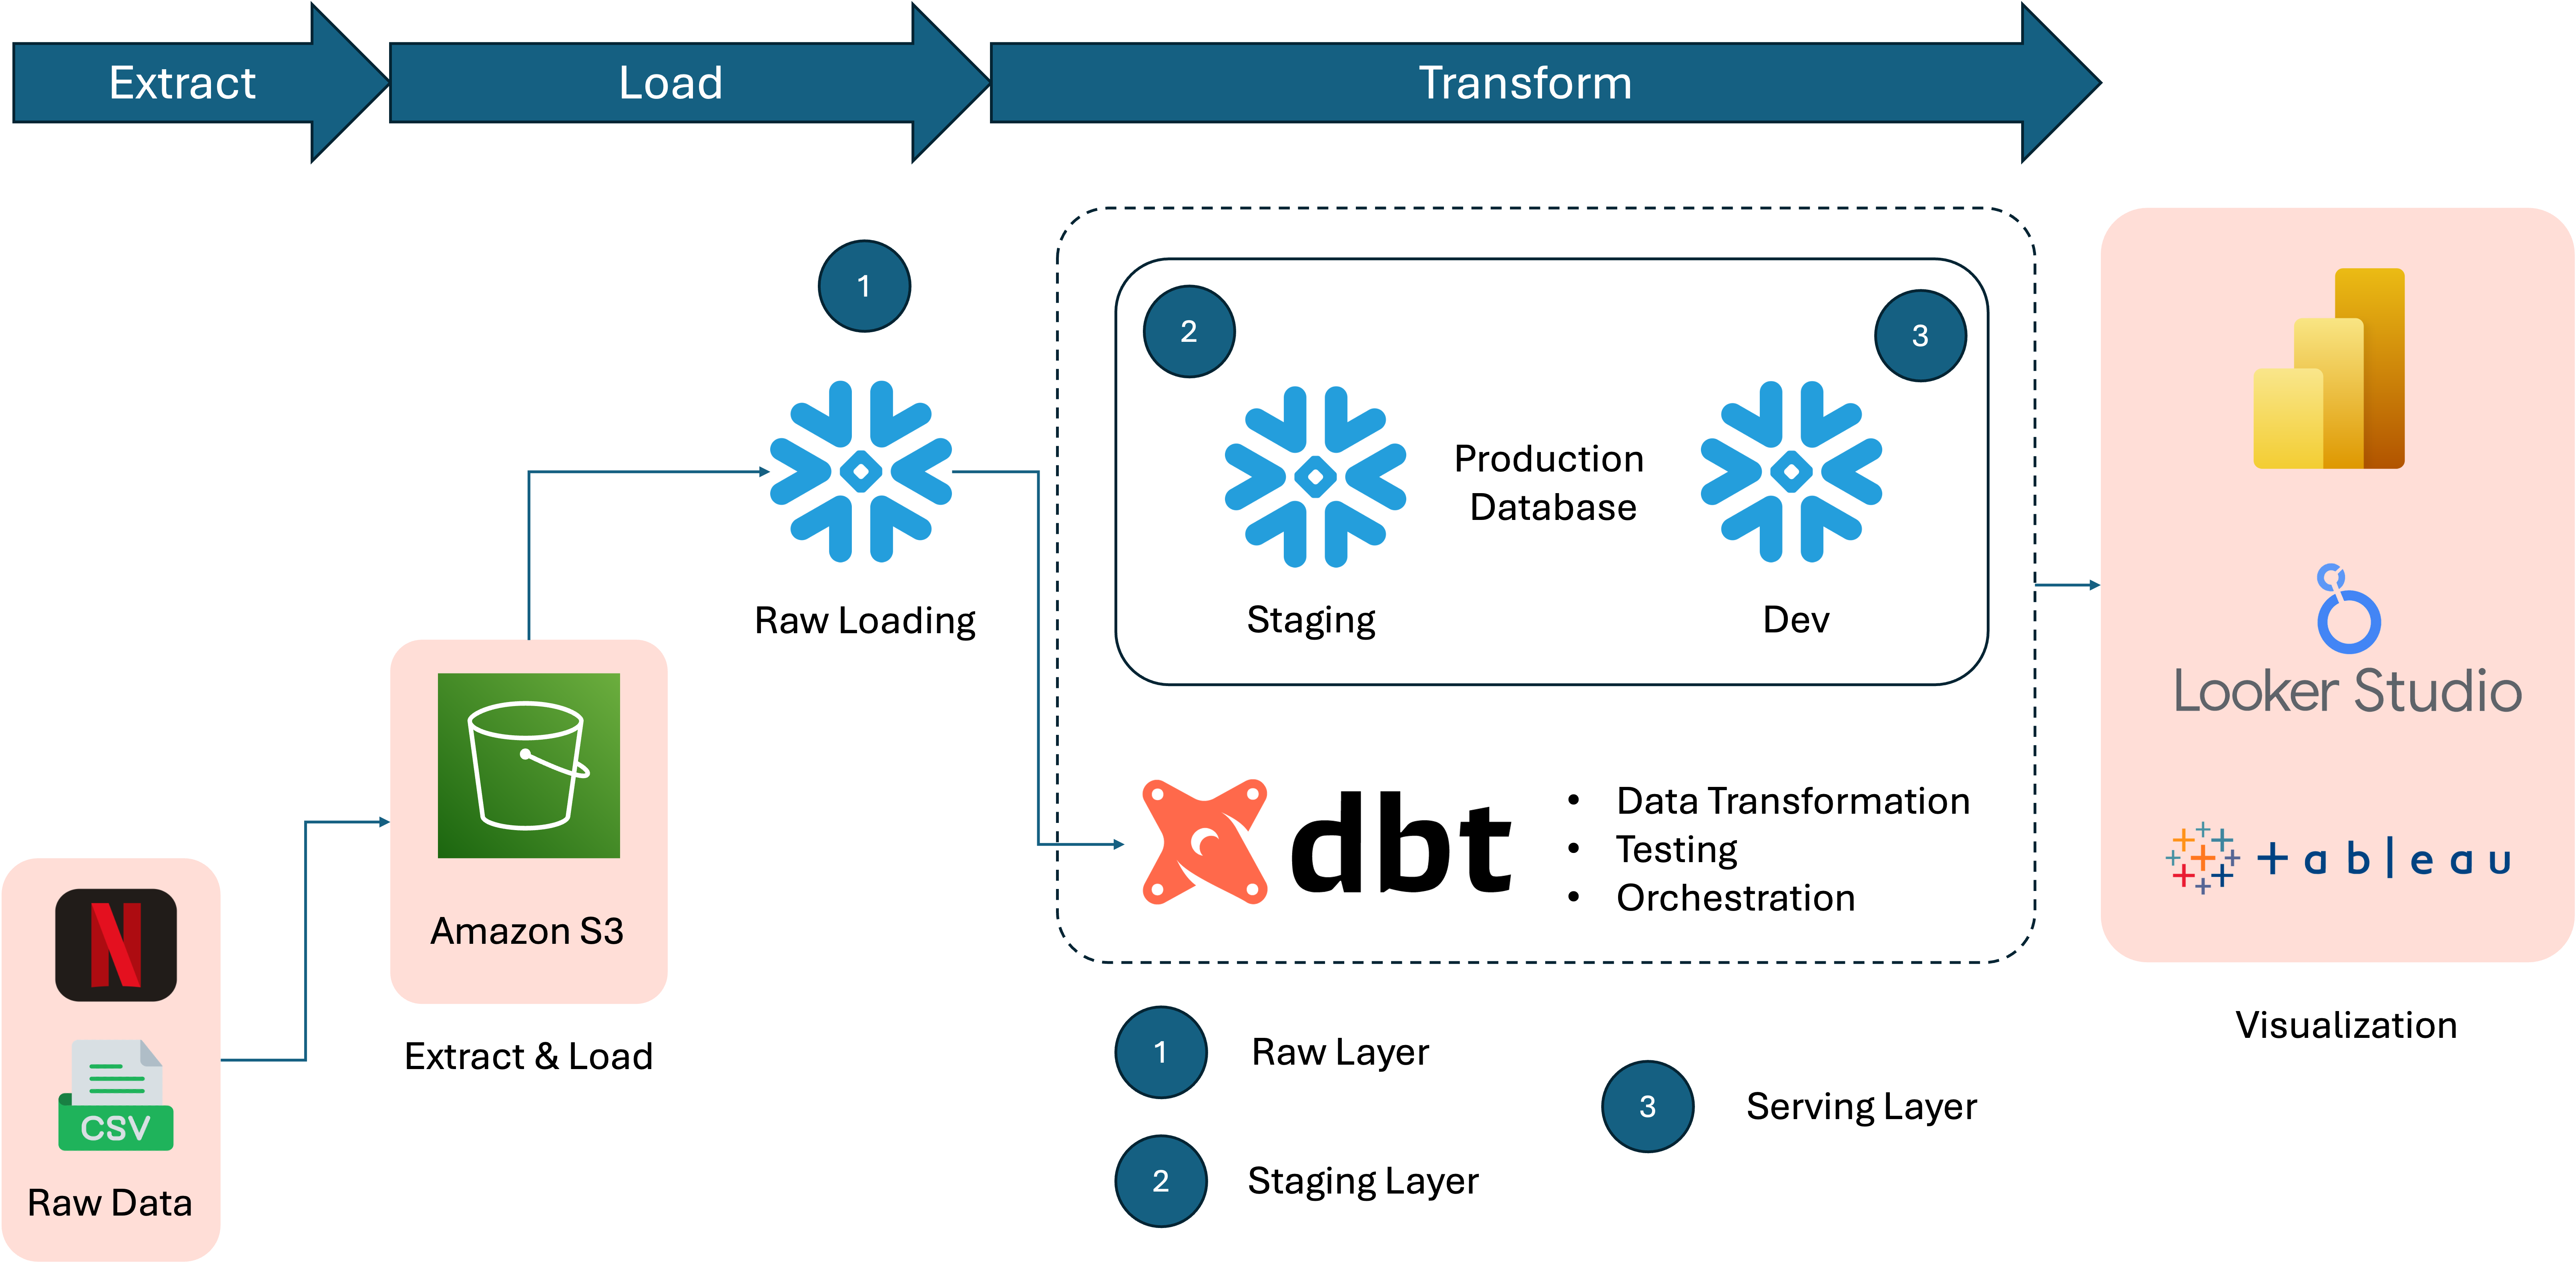 Extract
Load
Transform
1
2
3
Production
Database
Raw Loading
Staging
Dev
Amazon S3
Extract & Load
N
CSV
Raw Data
dbt
• Data Transformation
• Testing
• Orchestration
Looker Studio
+ableau
Visualization
1 Raw Layer
2 Staging Layer
3 Serving Layer